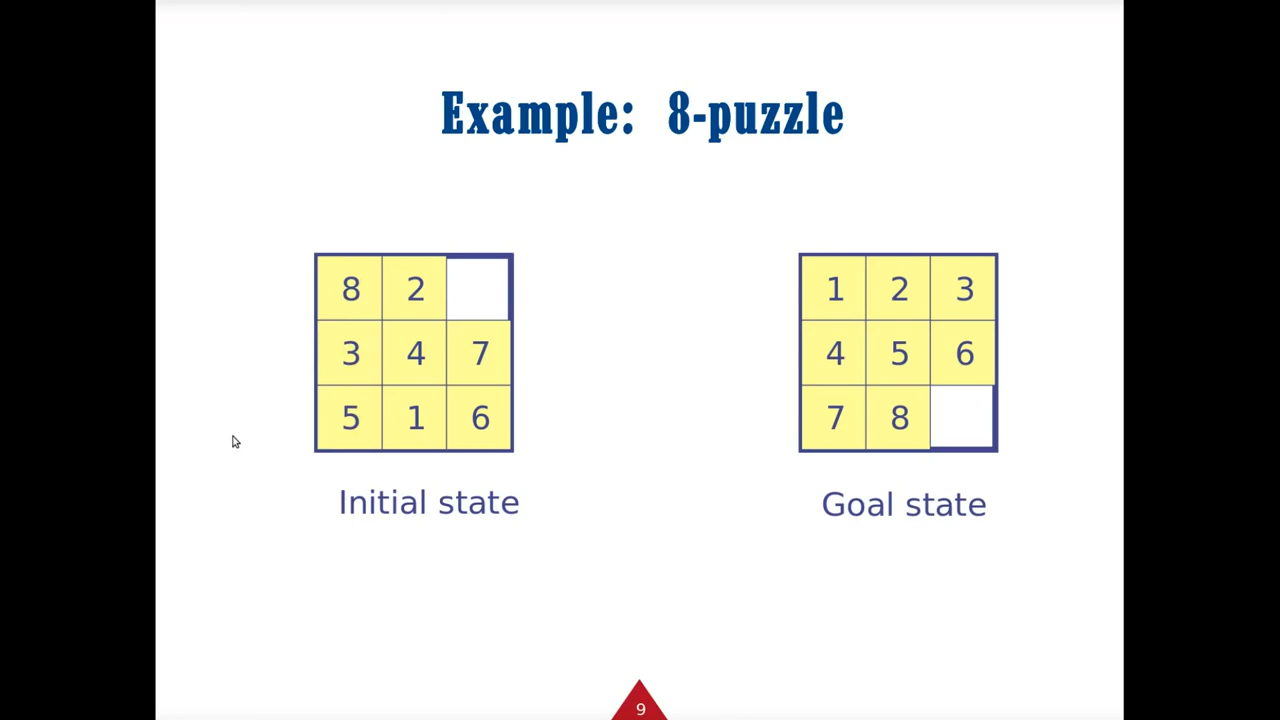 Example: 8-puzzle
8 2
3 4 7
5 1 6
Initial state
1 2 3
4 5 6
7 8
Goal state
9